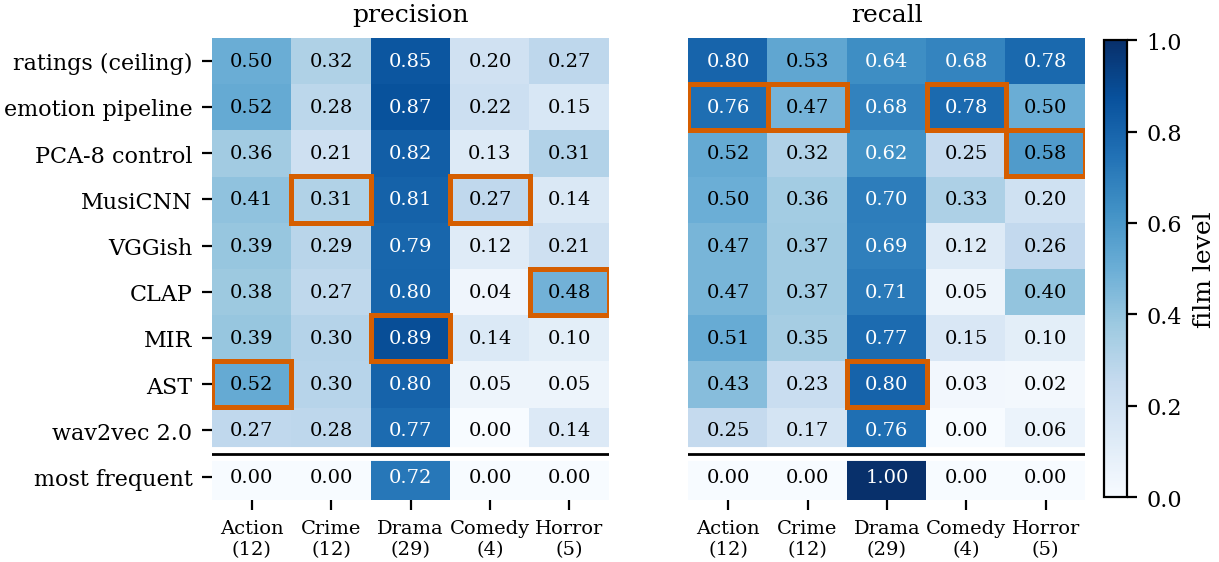 precision
recall
ratings (ceiling) 0.50 0.32 0.85 0.20 0.27 0.80 0.53 0.64 0.68 0.78
emotion pipeline 0.52 0.28 0.87 0.22 0.15 0.76 0.47 0.68 0.78 0.50
PCA-8 control 0.36 0.21 0.82 0.13 0.31 0.52 0.32 0.62 0.25 0.58
MusiCNN 0.41 0.31 0.81 0.27 0.14 0.50 0.36 0.70 0.33 0.20
VGGish 0.39 0.29 0.79 0.12 0.21 0.47 0.37 0.69 0.12 0.26
CLAP 0.38 0.27 0.80 0.04 0.48 0.47 0.37 0.71 0.05 0.40
MIR 0.39 0.30 0.89 0.14 0.10 0.51 0.35 0.77 0.15 0.10
AST 0.52 0.30 0.80 0.05 0.05 0.43 0.23 0.80 0.03 0.02
wav2vec 2.0 0.27 0.28 0.77 0.00 0.14 0.25 0.17 0.76 0.00 0.06
most frequent 0.00 0.00 0.72 0.00 0.00 0.00 0.00 1.00 0.00 0.00
Action Crime Drama Comedy Horror Action Crime Drama Comedy Horror
(12) (12) (29) (4) (5) (12) (12) (29) (4) (5)
1.0
0.8
0.6
0.4
0.2
0.0
film level